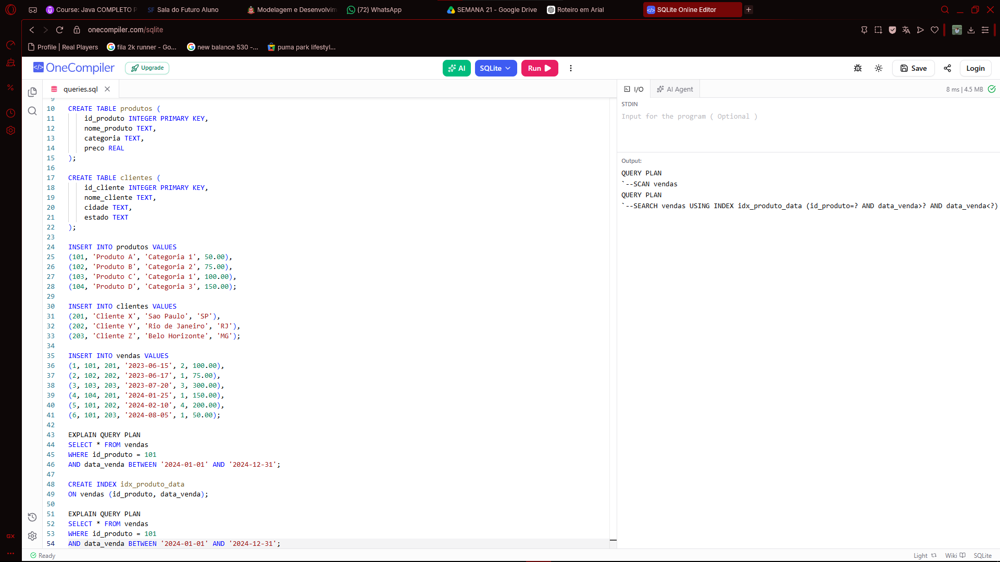 Course: Java COMPLETO P
SF Sala do Futuro Aluno
Modelagem e Desenvolvim
(72) WhatsApp
SEMANA 21 - Google Drive
Roteiro em Arial
</> SQLite Online Editor
onecompiler.com/sqlite
Profile | Real Players
fila 2k runner - Go...
new balance 530 -...
puma park lifestyl...
</> OneCompiler
Upgrade
AI
SQLite
Run
Save
Login
queries.sql
I/O
AI Agent
8 ms | 4.5 MB
9
10 CREATE TABLE produtos (
11 id_produto INTEGER PRIMARY KEY,
12 nome_produto TEXT,
13 categoria TEXT,
14 preco REAL
15 );
16
17 CREATE TABLE clientes (
18 id_cliente INTEGER PRIMARY KEY,
19 nome_cliente TEXT,
20 cidade TEXT,
21 estado TEXT
22 );
23
24 INSERT INTO produtos VALUES
25 (101, 'Produto A', 'Categoria 1', 50.00),
26 (102, 'Produto B', 'Categoria 2', 75.00),
27 (103, 'Produto C', 'Categoria 1', 100.00),
28 (104, 'Produto D', 'Categoria 3', 150.00);
29
30 INSERT INTO clientes VALUES
31 (201, 'Cliente X', 'Sao Paulo', 'SP'),
32 (202, 'Cliente Y', 'Rio de Janeiro', 'RJ'),
33 (203, 'Cliente Z', 'Belo Horizonte', 'MG');
34
35 INSERT INTO vendas VALUES
36 (1, 101, 201, '2023-06-15', 2, 100.00),
37 (2, 102, 202, '2023-06-17', 1, 75.00),
38 (3, 103, 203, '2023-07-20', 3, 300.00),
39 (4, 104, 201, '2024-01-25', 1, 150.00),
40 (5, 101, 202, '2024-02-10', 4, 200.00),
41 (6, 101, 203, '2024-08-05', 1, 50.00);
42
43 EXPLAIN QUERY PLAN
44 SELECT * FROM vendas
45 WHERE id_produto = 101
46 AND data_venda BETWEEN '2024-01-01' AND '2024-12-31';
47
48 CREATE INDEX idx_produto_data
49 ON vendas (id_produto, data_venda);
50
51 EXPLAIN QUERY PLAN
52 SELECT * FROM vendas
53 WHERE id_produto = 101
54 AND data_venda BETWEEN '2024-01-01' AND '2024-12-31';
STDIN
Input for the program ( Optional )
Output:
QUERY PLAN
`--SCAN vendas
QUERY PLAN
`--SEARCH vendas USING INDEX idx_produto_data (id_produto=? AND data_venda>? AND data_venda<?)
GX
Ready
Light
Wiki
SQLite